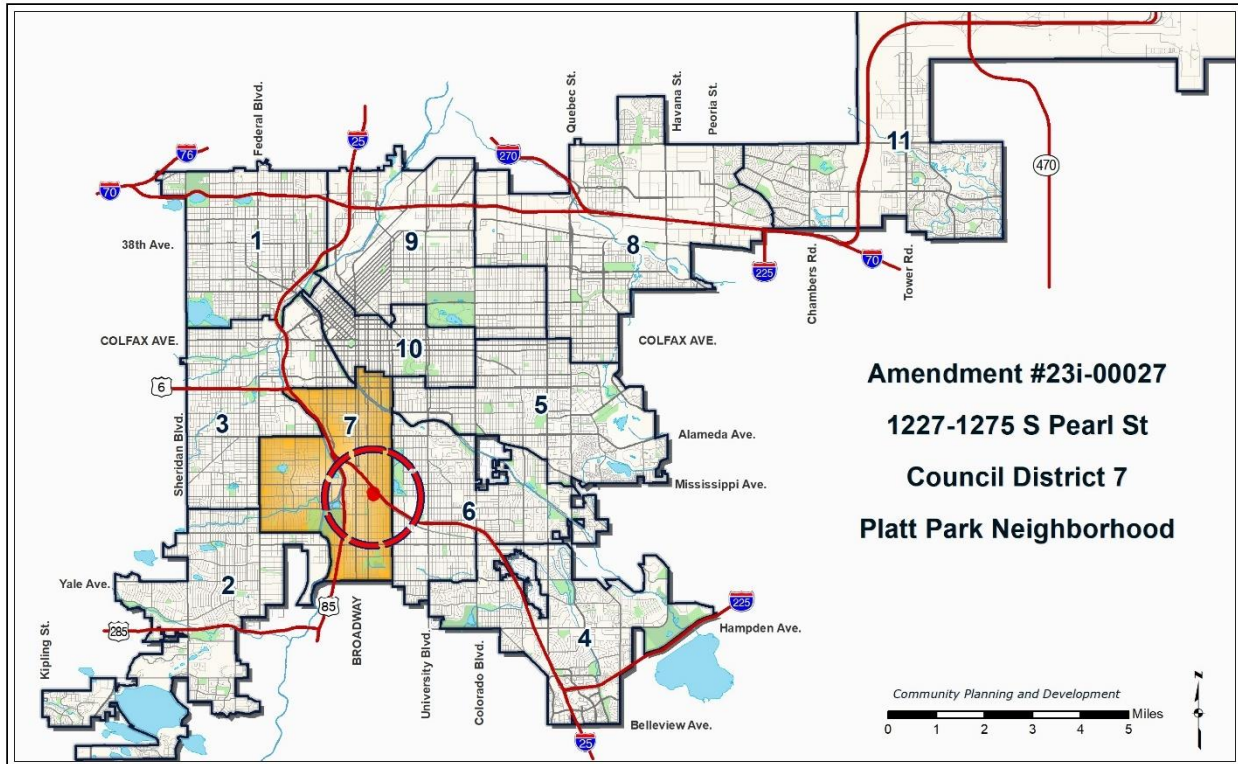 Federal Blvd.
25
Quebec St.
Havana St.
Peoria St.
76
270
70
11
470
38th Ave.
1
9
8
225
Chambers Rd.
70
Tower Rd.
COLFAX AVE.
COLFAX AVE.
10
6
Sheridan Blvd.
3
7
5
Alameda Ave.
Mississippi Ave.
6
Amendment #23i-00027
1227-1275 S Pearl St
Council District 7
Platt Park Neighborhood
Yale Ave.
2
85
285
BROADWAY
University Blvd.
Colorado Blvd.
4
225
Hampden Ave.
Kipling St.
Belleview Ave.
25
Community Planning and Development
Miles
0 1 2 3 4 5
N